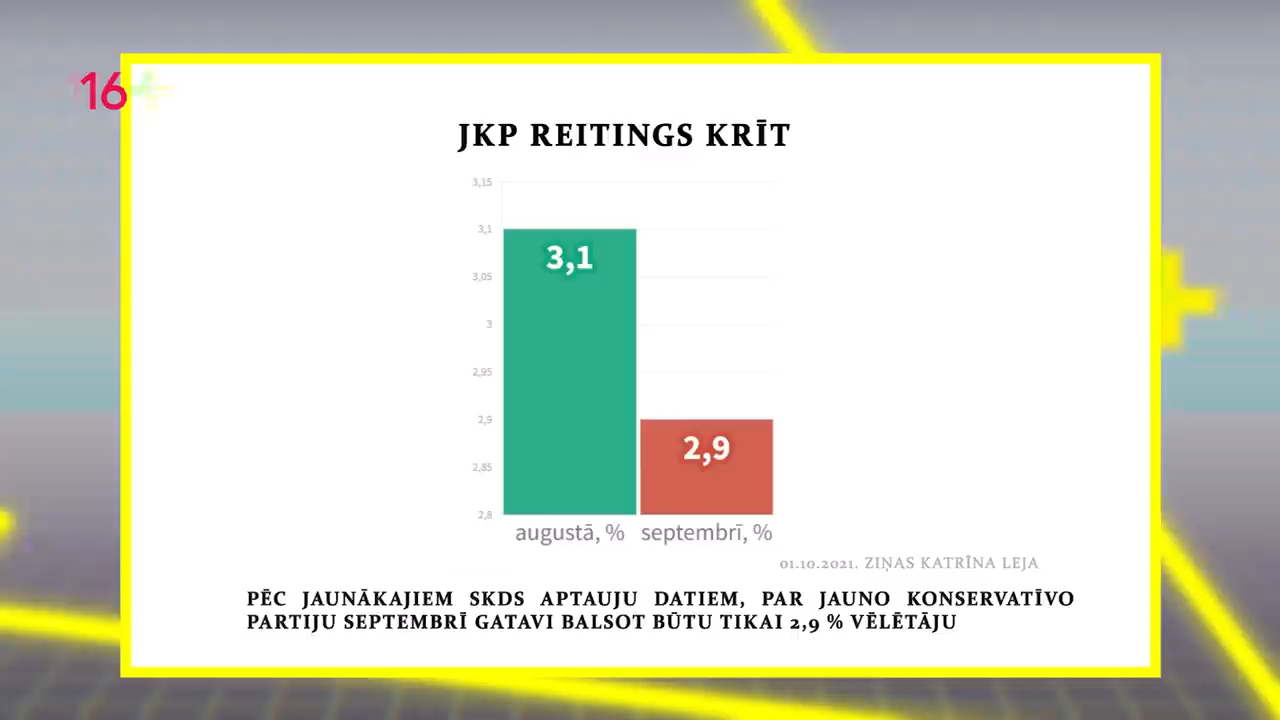 16+
JKP REITINGS KRĪT
3,15
3,1
3,05
3
2,95
2,9
2,85
2,8
3,1
2,9
augustā, % septembrī, %
01.10.2021. ZIŅAS KATRĪNA LEJA
PĒC JAUNĀKAJIEM SKDS APTAUJU DATIEM, PAR JAUNO KONSERVATĪVO
PARTIJU SEPTEMBRĪ GATAVI BALSOT BŪTU TIKAI 2,9 % VĒLĒTĀJU